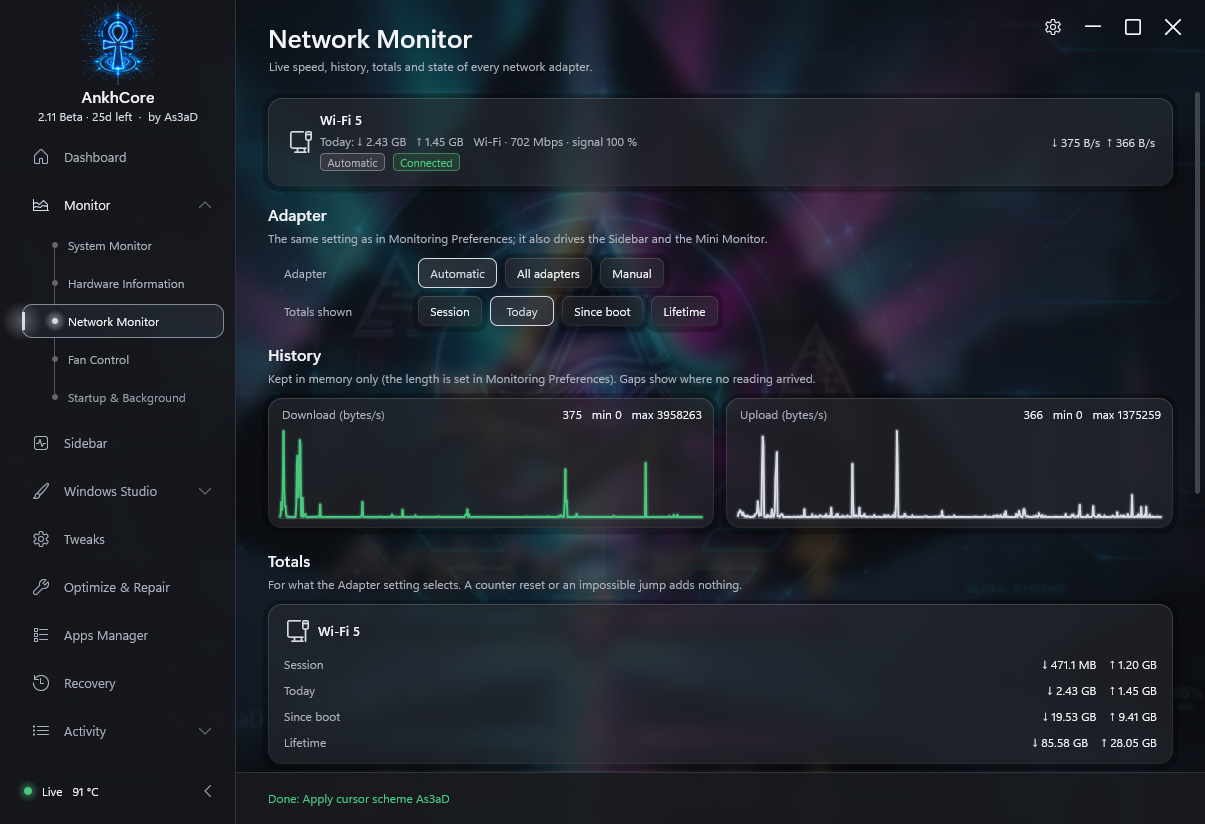 AnkhCore
2.11 Beta · 25d left · by As3aD
Dashboard
Monitor
System Monitor
Hardware Information
Network Monitor
Fan Control
Startup & Background
Sidebar
Windows Studio
Tweaks
Optimize & Repair
Apps Manager
Recovery
Activity
Live 91 °C
Network Monitor
Live speed, history, totals and state of every network adapter.
Wi-Fi 5
Today: ↓ 2.43 GB ↑ 1.45 GB Wi-Fi · 702 Mbps · signal 100 %
Automatic Connected
↓ 375 B/s ↑ 366 B/s
Adapter
The same setting as in Monitoring Preferences; it also drives the Sidebar and the Mini Monitor.
Adapter Automatic All adapters Manual
Totals shown Session Today Since boot Lifetime
History
Kept in memory only (the length is set in Monitoring Preferences). Gaps show where no reading arrived.
Download (bytes/s) 375 min 0 max 3958263
Upload (bytes/s) 366 min 0 max 1375259
Totals
For what the Adapter setting selects. A counter reset or an impossible jump adds nothing.
GLOBAL SYSTEMS
Wi-Fi 5
Session ↓ 471.1 MB ↑ 1.20 GB
Today ↓ 2.43 GB ↑ 1.45 GB
Since boot ↓ 19.53 GB ↑ 9.41 GB
Lifetime ↓ 85.58 GB ↑ 28.05 GB
Done: Apply cursor scheme As3aD